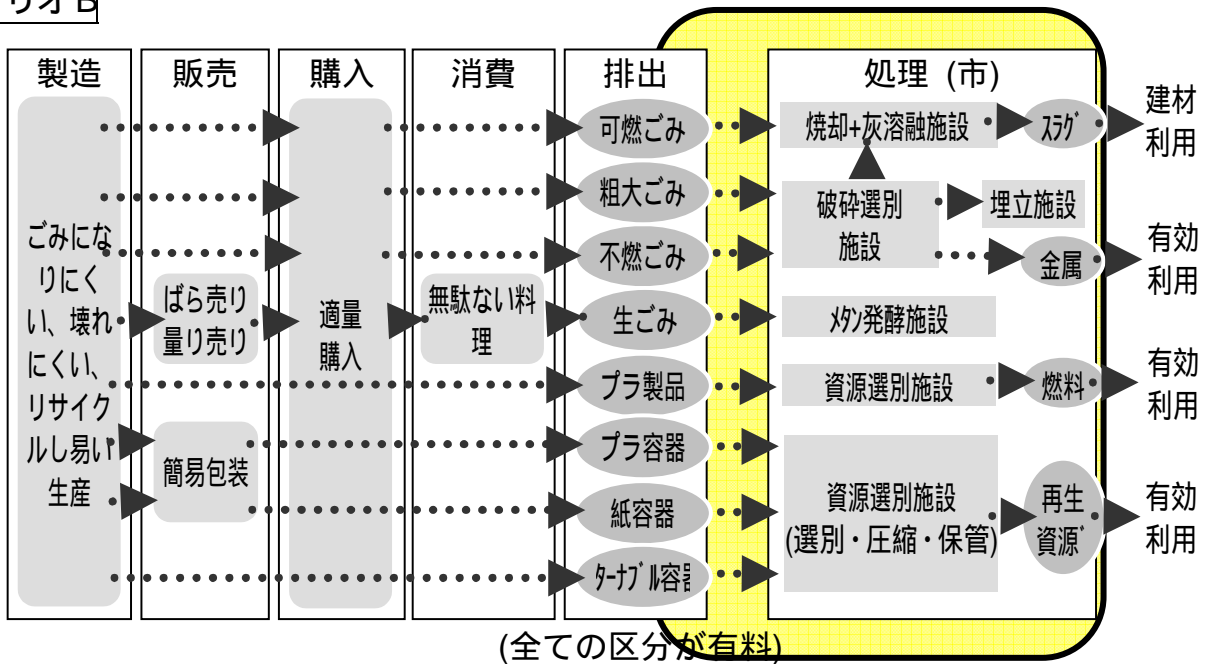 リオB
製造
販売
購入
消費
排出
処理 (市)
ごみにな
りにく
い、壊れ
にくい、
リサイク
ルし易い
生産
ばら売り
量り売り
簡易包装
適量
購入
無駄ない料
理
可燃ごみ
粗大ごみ
不燃ごみ
生ごみ
プラ製品
プラ容器
紙容器
ターナブル容器
焼却+灰溶融施設
破砕選別
施設
埋立施設
メタン発酵施設
資源選別施設
資源選別施設
(選別・圧縮・保管)
スラグ
金属
燃料
再生
資源゛
建材
利用
有効
利用
有効
利用
有効
利用
(全ての区分が有料)